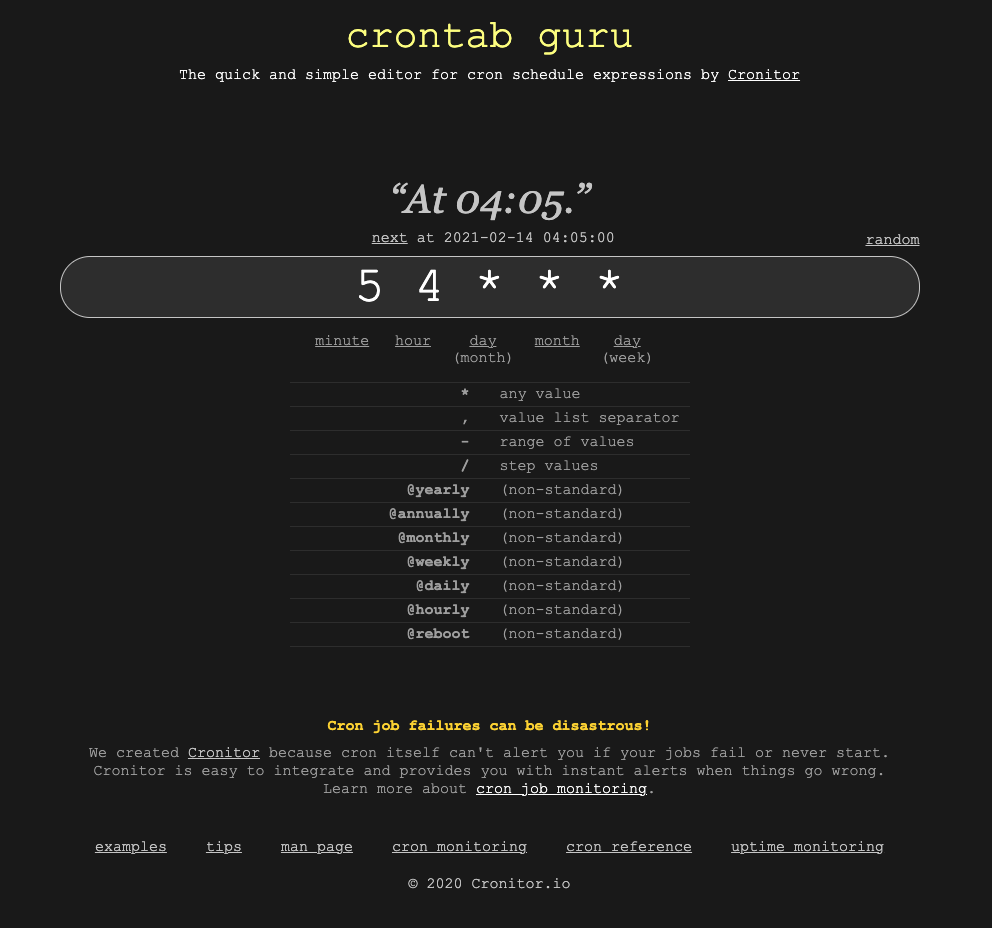 crontab guru
The quick and simple editor for cron schedule expressions by Cronitor
“At 04:05.”
next at 2021-02-14 04:05:00
random
5 4 * * *
minute hour day month day
(month) (week)
* any value
, value list separator
- range of values
/ step values
@yearly (non-standard)
@annually (non-standard)
@monthly (non-standard)
@weekly (non-standard)
@daily (non-standard)
@hourly (non-standard)
@reboot (non-standard)
Cron job failures can be disastrous!
We created Cronitor because cron itself can't alert you if your jobs fail or never start.
Cronitor is easy to integrate and provides you with instant alerts when things go wrong.
Learn more about cron job monitoring.
examples tips man page cron monitoring cron reference uptime monitoring
© 2020 Cronitor.io